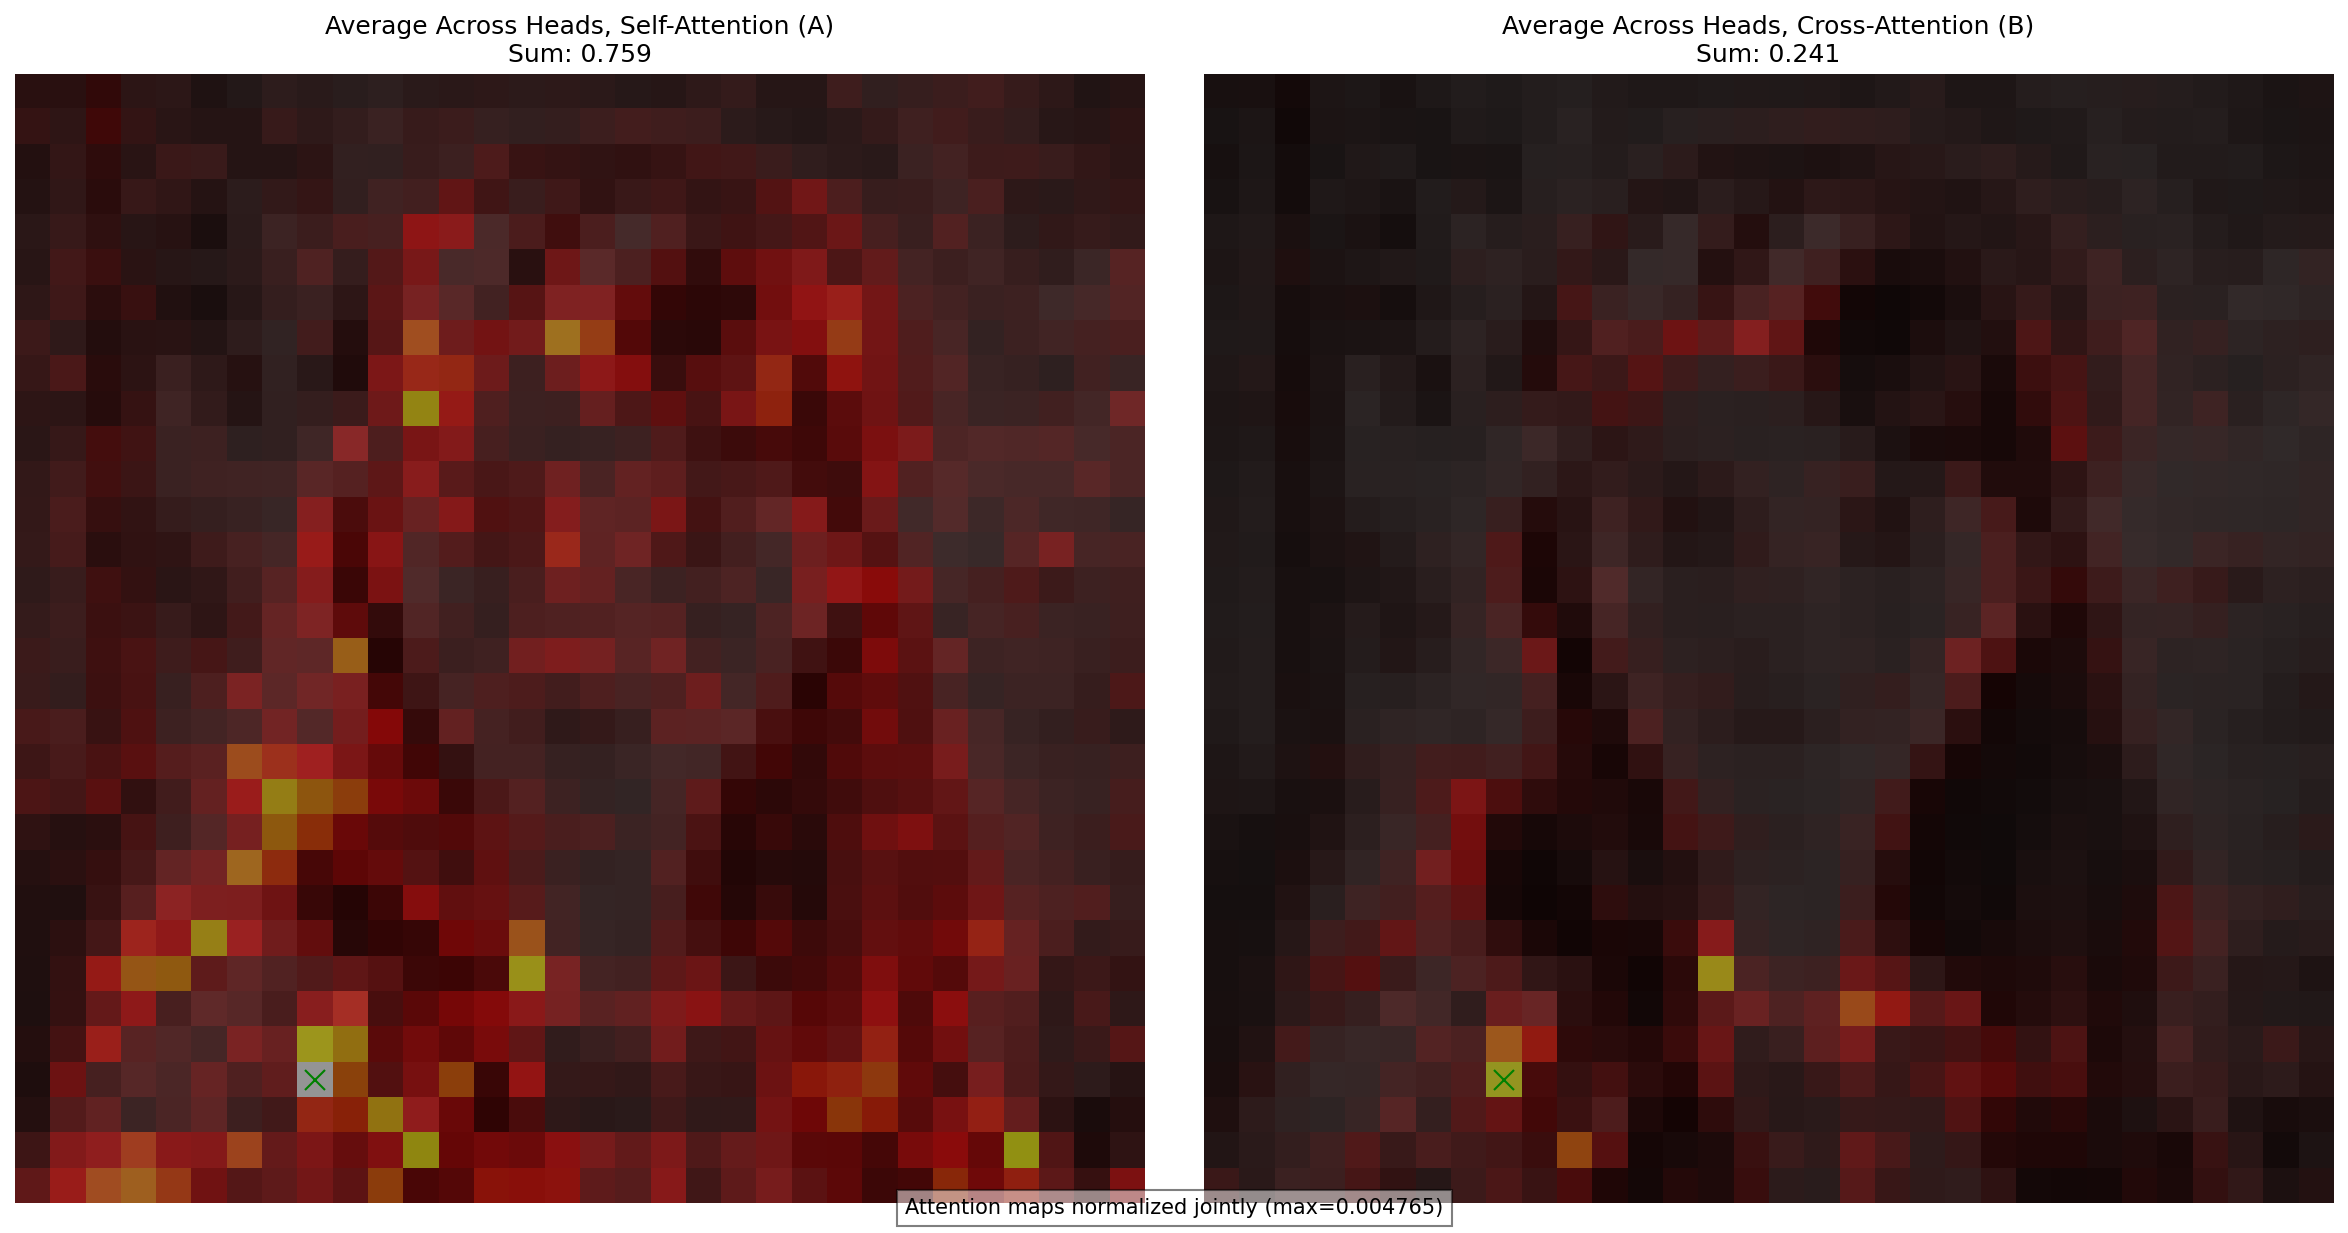 Average Across Heads, Self-Attention (A)
Sum: 0.759
Average Across Heads, Cross-Attention (B)
Sum: 0.241
Attention maps normalized jointly (max=0.004765)